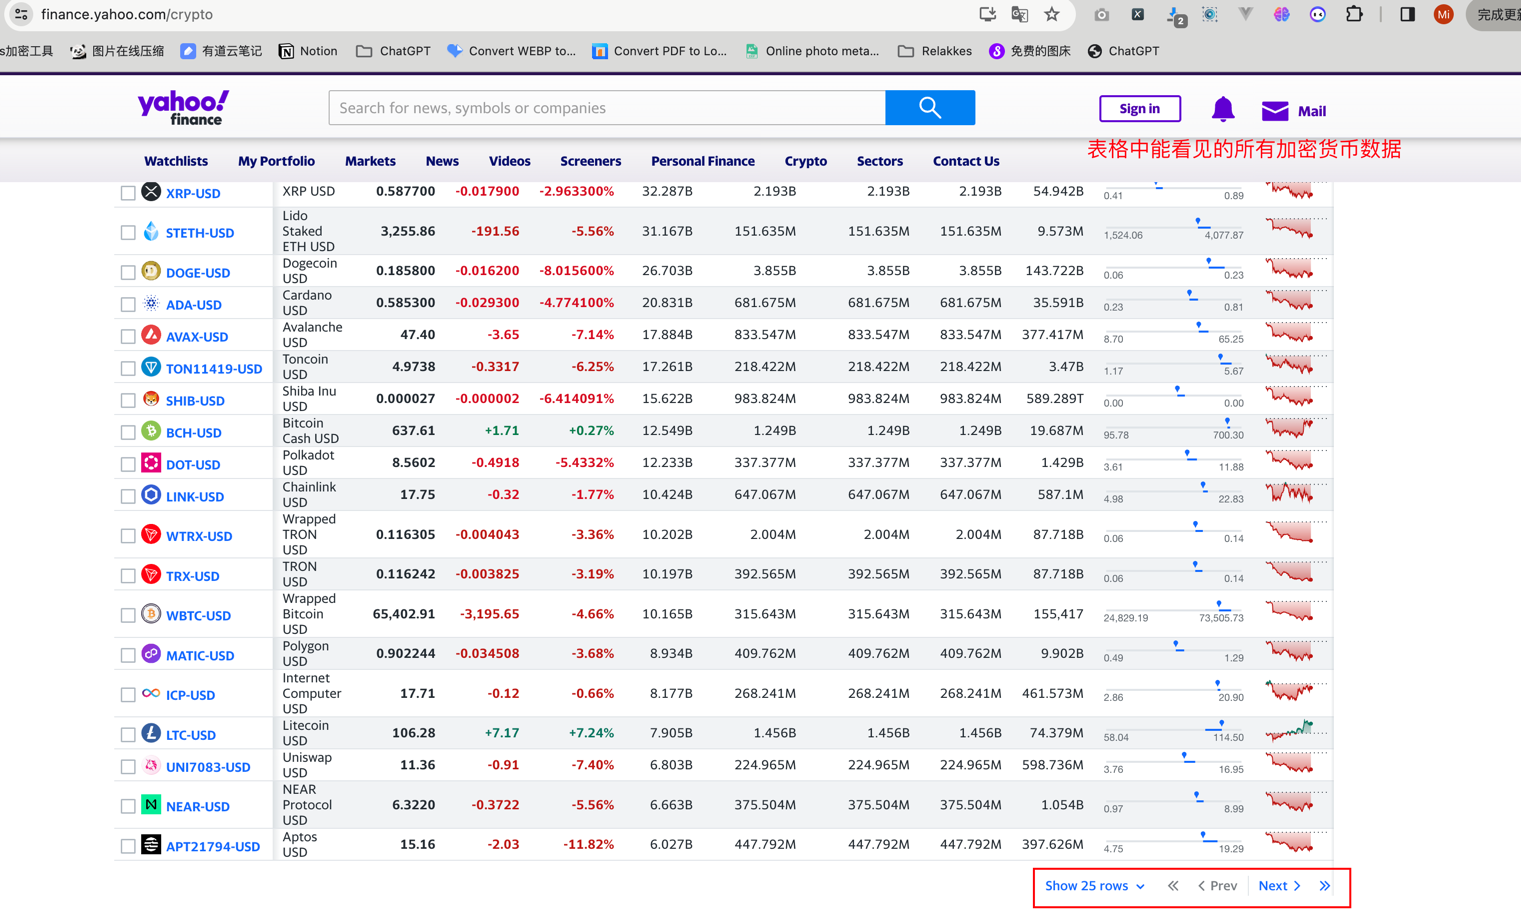 finance.yahoo.com/crypto
2
Mi
完成更新
s加密工具 图片在线压缩 有道云笔记 Notion ChatGPT Convert WEBP to... Convert PDF to Lo... Online photo meta... Relakkes 免费的图床 ChatGPT
yahoo!
finance
Search for news, symbols or companies
Sign in
Mail
表格中能看见的所有加密货币数据
Watchlists My Portfolio Markets News Videos Screeners Personal Finance Crypto Sectors Contact Us
XRP-USD XRP USD 0.587700 -0.017900 -2.963300% 32.287B 2.193B 2.193B 2.193B 54.942B 0.41 0.89
STETH-USD Lido Staked ETH USD 3,255.86 -191.56 -5.56% 31.167B 151.635M 151.635M 151.635M 9.573M 1,524.06 4,077.87
DOGE-USD Dogecoin USD 0.185800 -0.016200 -8.015600% 26.703B 3.855B 3.855B 3.855B 143.722B 0.06 0.23
ADA-USD Cardano USD 0.585300 -0.029300 -4.774100% 20.831B 681.675M 681.675M 681.675M 35.591B 0.23 0.81
AVAX-USD Avalanche USD 47.40 -3.65 -7.14% 17.884B 833.547M 833.547M 833.547M 377.417M 8.70 65.25
TON11419-USD Toncoin USD 4.9738 -0.3317 -6.25% 17.261B 218.422M 218.422M 218.422M 3.47B 1.17 5.67
SHIB-USD Shiba Inu USD 0.000027 -0.000002 -6.414091% 15.622B 983.824M 983.824M 983.824M 589.289T 0.00 0.00
BCH-USD Bitcoin Cash USD 637.61 +1.71 +0.27% 12.549B 1.249B 1.249B 1.249B 19.687M 95.78 700.30
DOT-USD Polkadot USD 8.5602 -0.4918 -5.4332% 12.233B 337.377M 337.377M 337.377M 1.429B 3.61 11.88
LINK-USD Chainlink USD 17.75 -0.32 -1.77% 10.424B 647.067M 647.067M 647.067M 587.1M 4.98 22.83
WTRX-USD Wrapped TRON USD 0.116305 -0.004043 -3.36% 10.202B 2.004M 2.004M 2.004M 87.718B 0.06 0.14
TRX-USD TRON USD 0.116242 -0.003825 -3.19% 10.197B 392.565M 392.565M 392.565M 87.718B 0.06 0.14
WBTC-USD Wrapped Bitcoin USD 65,402.91 -3,195.65 -4.66% 10.165B 315.643M 315.643M 315.643M 155,417 24,829.19 73,505.73
MATIC-USD Polygon USD 0.902244 -0.034508 -3.68% 8.934B 409.762M 409.762M 409.762M 9.902B 0.49 1.29
ICP-USD Internet Computer USD 17.71 -0.12 -0.66% 8.177B 268.241M 268.241M 268.241M 461.573M 2.86 20.90
LTC-USD Litecoin USD 106.28 +7.17 +7.24% 7.905B 1.456B 1.456B 1.456B 74.379M 58.04 114.50
UNI7083-USD Uniswap USD 11.36 -0.91 -7.40% 6.803B 224.965M 224.965M 224.965M 598.736M 3.76 16.95
NEAR-USD NEAR Protocol USD 6.3220 -0.3722 -5.56% 6.663B 375.504M 375.504M 375.504M 1.054B 0.97 8.99
APT21794-USD Aptos USD 15.16 -2.03 -11.82% 6.027B 447.792M 447.792M 447.792M 397.626M 4.75 19.29
Show 25 rows Prev Next